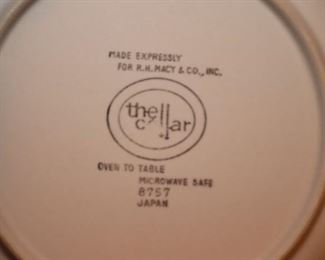 MADE EXPRESSLY
FOR R.H. MACY & CO., INC.
the
cellar
OVEN TO TABLE
MICROWAVE SAFE
8757
JAPAN